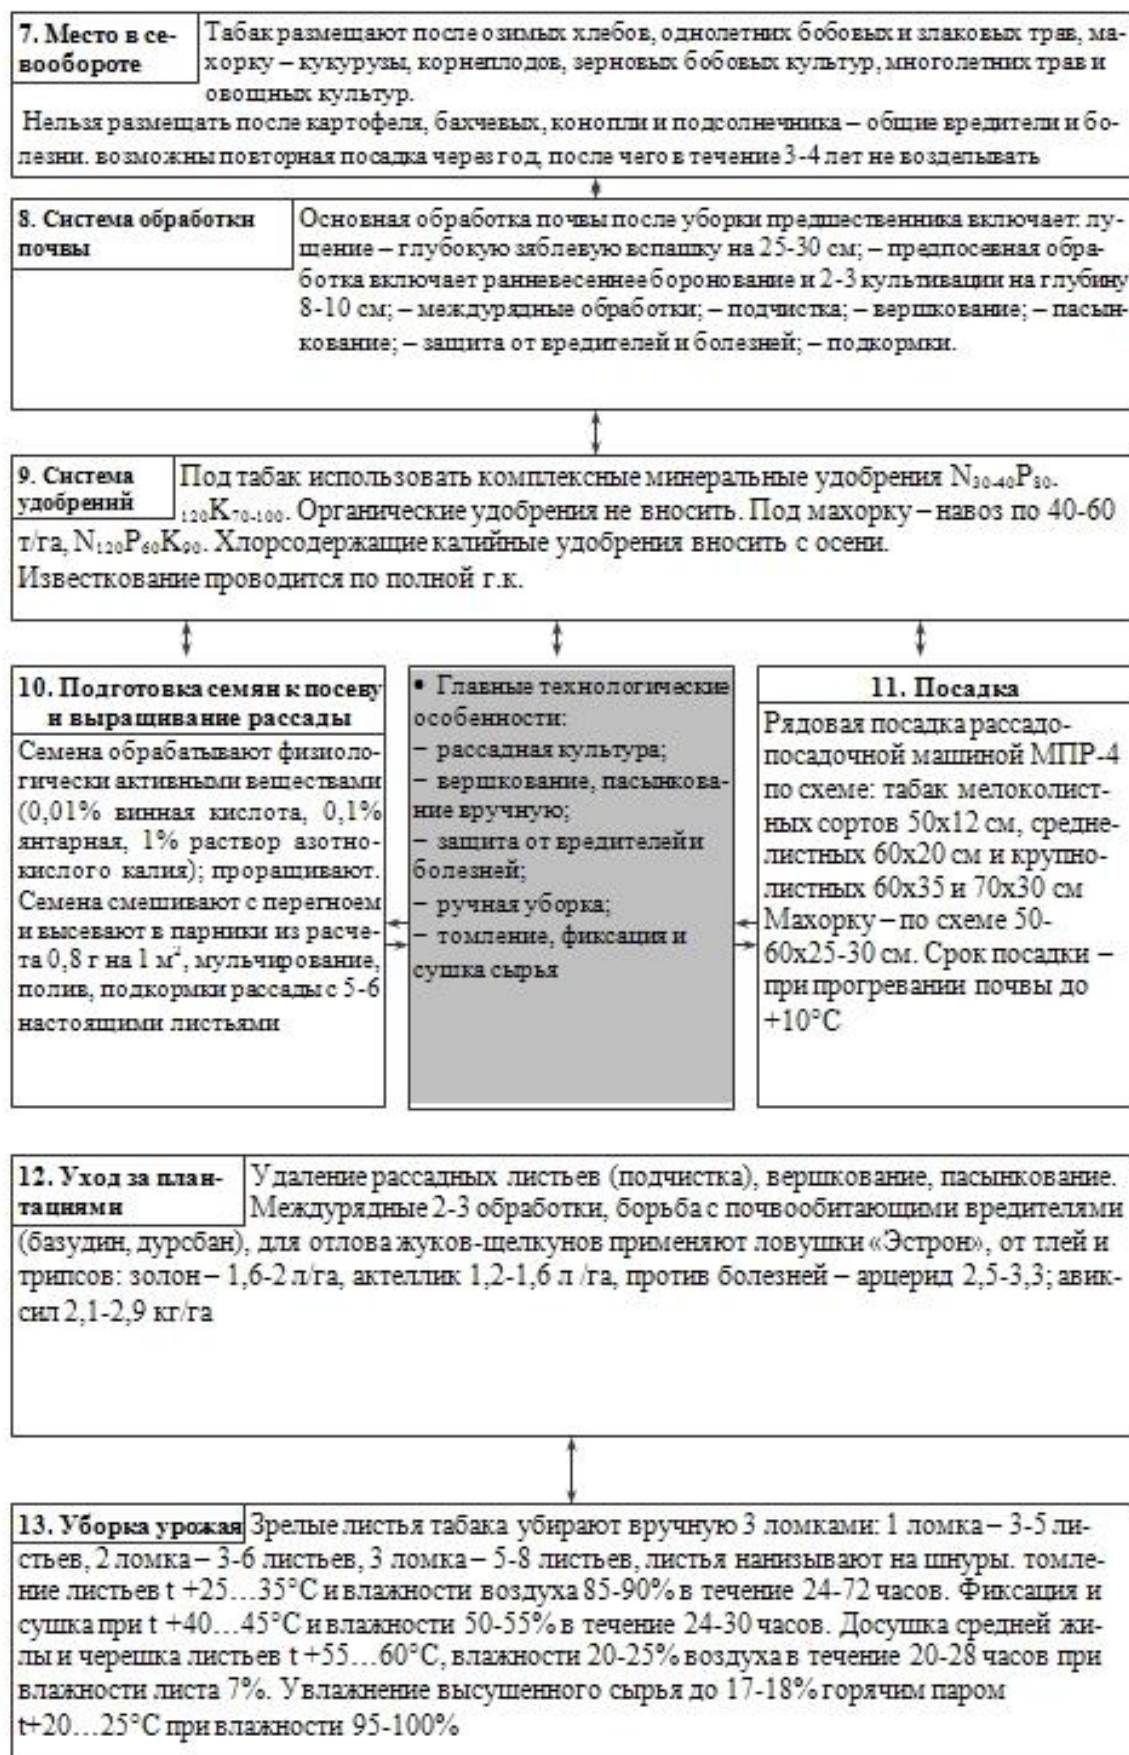 7. Место в се-
вообороте
Табак размещают после озимых хлебов, однолетних бобовых и злаковых трав, ма-
хорку – кукурузы, корнеплодов, зерновых бобовых культур, многолетних трав и
овощных культур.
Нельзя размещать после картофеля, бахчевых, конопли и подсолнечника – общие вредители и бо-
лезни. возможны повторная посадка через год, после чего в течение 3-4 лет не возделывать
8. Система обработки
почвы
Основная обработка почвы после уборки предшественника включает: лу-
щение – глубокую зяблевую вспашку на 25-30 см; – предпосевная обра-
ботка включает ранневесеннее боронование и 2-3 культивации на глубину
8-10 см; – междурядные обработки; – подчистка; – вершкование; – пасын-
кование; – защита от вредителей и болезней; – подкормки.
9. Система
удобрений
Под табак использовать комплексные минеральные удобрения N₃₀₋₄₀P₈₀₋
₁₂₀K₇₀₋₁₀₀. Органические удобрения не вносить. Под махорку – навоз по 40-60
т/га, N₁₂₀P₆₀K₉₀. Хлорсодержащие калийные удобрения вносить с осени.
Известкование проводится по полной г.к.
10. Подготовка семян к посеву
и выращивание рассады
Семена обрабатывают физиоло-
гически активными веществами
(0,01% винная кислота, 0,1%
янтарная, 1% раствор азотно-
кислого калия); проращивают.
Семена смешивают с перегноем
и высевают в парники из расче-
та 0,8 г на 1 м², мульчирование,
полив, подкормки рассады с 5-6
настоящими листьями
• Главные технологические
особенности:
– рассадная культура;
– вершкование, пасынкова-
ние вручную;
– защита от вредителей и
болезней;
– ручная уборка;
– томление, фиксация и
сушка сырья
11. Посадка
Рядовая посадка рассадо-
посадочной машиной МПР-4
по схеме: табак мелколист-
ных сортов 50х12 см, средне-
листных 60х20 см и крупно-
листных 60х35 и 70х30 см
Махорку – по схеме 50-
60х25-30 см. Срок посадки –
при прогревании почвы до
+10°С
12. Уход за план-
тациями
Удаление рассадных листьев (подчистка), вершкование, пасынкование.
Междурядные 2-3 обработки, борьба с почвообитающими вредителями
(базудин, дурсбан), для отлова жуков-щелкунов применяют ловушки «Эстрон», от тлей и
трипсов: золон – 1,6-2 л/га, актеллик 1,2-1,6 л /га, против болезней – арцерид 2,5-3,3; авик-
сил 2,1-2,9 кг/га
13. Уборка урожая
Зрелые листья табака убирают вручную 3 ломками: 1 ломка – 3-5 ли-
стьев, 2 ломка – 3-6 листьев, 3 ломка – 5-8 листьев, листья нанизывают на шнуры. томле-
ние листьев t +25…35°С и влажности воздуха 85-90% в течение 24-72 часов. Фиксация и
сушка при t +40…45°С и влажности 50-55% в течение 24-30 часов. Досушка средней жи-
лы и черешка листьев t +55…60°С, влажности 20-25% воздуха в течение 20-28 часов при
влажности листа 7%. Увлажнение высушенного сырья до 17-18% горячим паром
t+20…25°С при влажности 95-100%